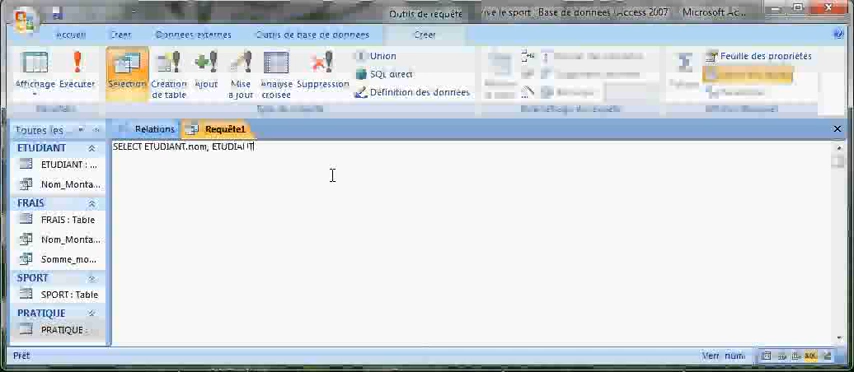 Outils de requête
vive le sport : Base de données (Access 2007) - Microsoft Ac...
Accueil Créer Données externes Outils de base de données Créer
Affichage Exécuter Sélection Création de table Ajout Mise à jour Analyse croisée Suppression
Union
SQL direct
Définition des données
Feuille des propriétés
Toutes les ...
Relations Requête1
SELECT ETUDIANT.nom, ETUDIANT
ETUDIANT
ETUDIANT : ...
Nom_Monta...
FRAIS
FRAIS : Table
Nom_Monta...
Somme_mo...
SPORT
SPORT : Table
PRATIQUE
PRATIQUE : ...
Prêt
Verr. num.
SQL